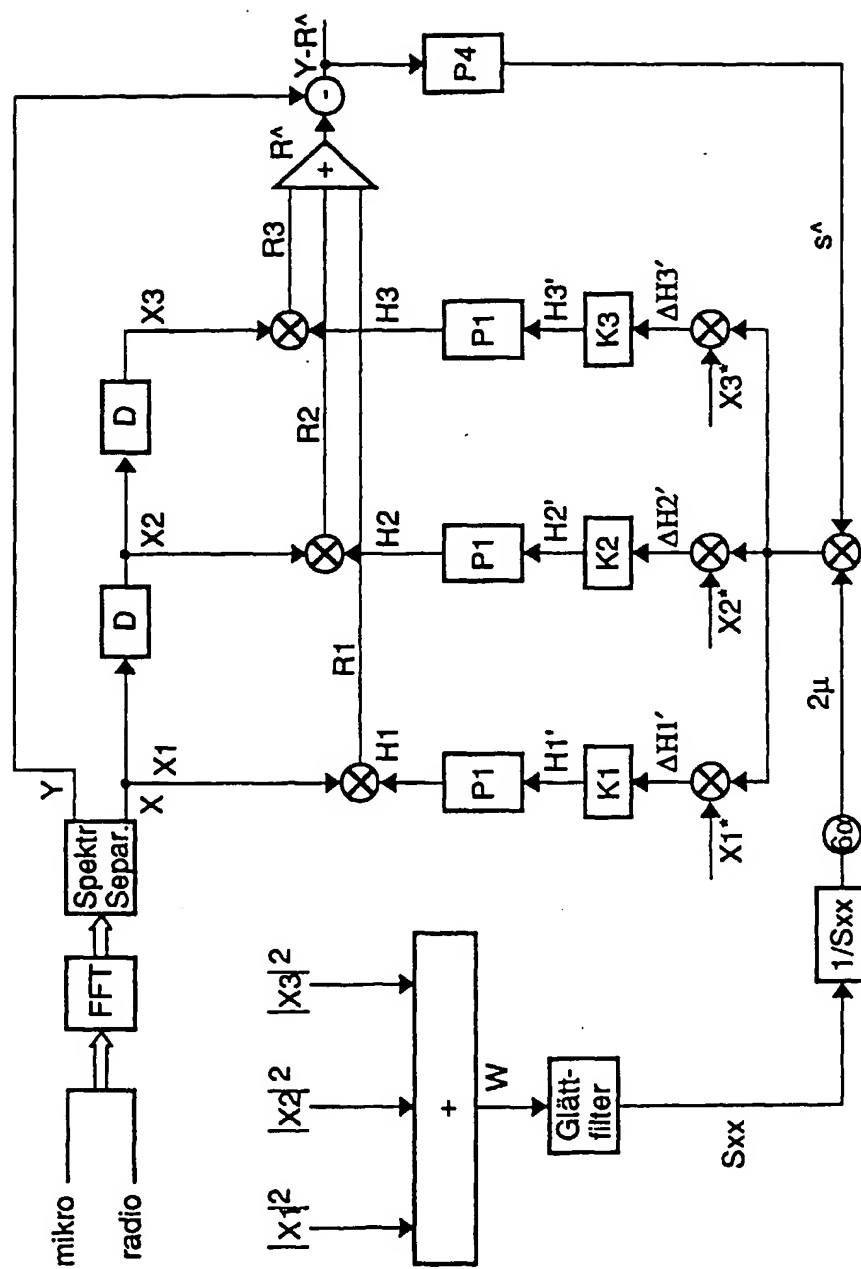 mikro
radio
FFT
Spektr
Separ.
Y
X
X1
D
X2
D
X3
R1
R2
R3
+
R^
-
Y-R^
P4
H1
H2
H3
P1
P1
P1
H1'
H2'
H3'
K1
K2
K3
ΔH1'
ΔH2'
ΔH3'
X1*
X2*
X3*
s^
|X1|²
|X2|²
|X3|²
+
W
Glätt-
filter
Sxx
1/Sxx
6α
2µ